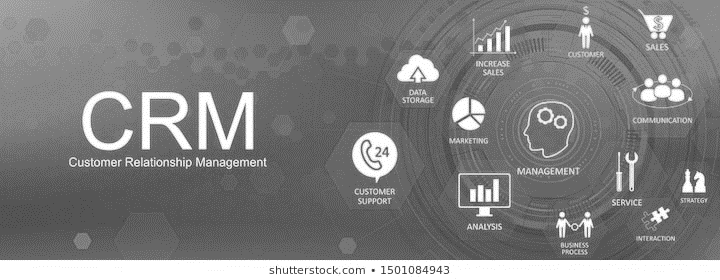 CRM
Customer Relationship Management
DATA
STORAGE
INCREASE
SALES
$
CUSTOMER
$
SALES
COMMUNICATION
MARKETING
MANAGEMENT
24
CUSTOMER
SUPPORT
ANALYSIS
BUSINESS
PROCESS
SERVICE
STRATEGY
INTERACTION
shutterstock.com • 1501084943